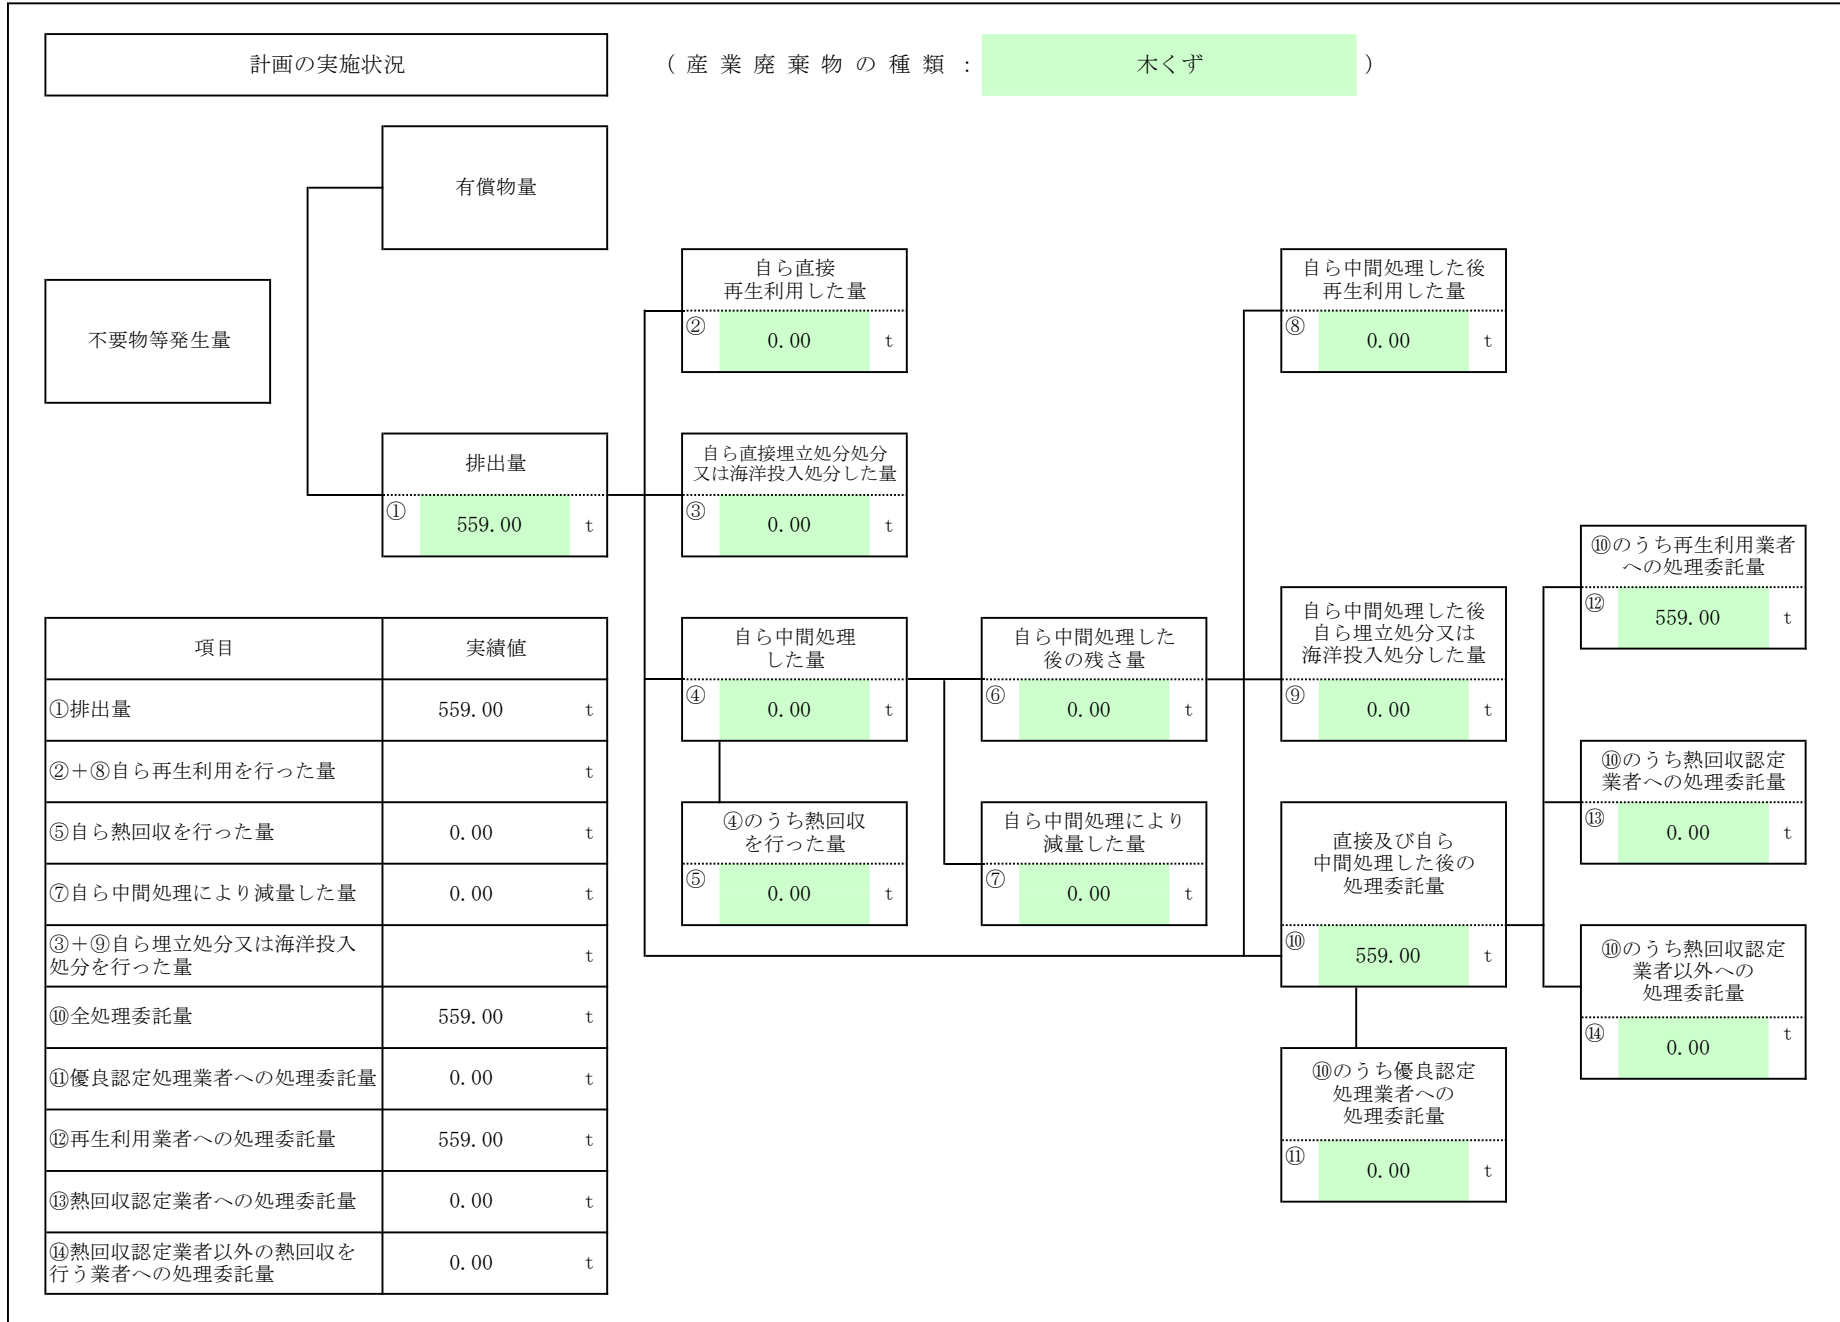 計画の実施状況
（産業廃棄物の種類：　木くず　）
有償物量
不要物等発生量
排出量
① 559.00 t
自ら直接
再生利用した量
② 0.00 t
自ら直接埋立処分処分
又は海洋投入処分した量
③ 0.00 t
自ら中間処理
した量
④ 0.00 t
④のうち熱回収
を行った量
⑤ 0.00 t
自ら中間処理した
後の残さ量
⑥ 0.00 t
自ら中間処理により
減量した量
⑦ 0.00 t
自ら中間処理した後
再生利用した量
⑧ 0.00 t
自ら中間処理した後
自ら埋立処分又は
海洋投入処分した量
⑨ 0.00 t
直接及び自ら
中間処理した後の
処理委託量
⑩ 559.00 t
⑩のうち優良認定
処理業者への
処理委託量
⑪ 0.00 t
⑩のうち再生利用業者
への処理委託量
⑫ 559.00 t
⑩のうち熱回収認定
業者への処理委託量
⑬ 0.00 t
⑩のうち熱回収認定
業者以外への
処理委託量
⑭ 0.00 t
項目 実績値
①排出量 559.00 t
②＋⑧自ら再生利用を行った量 t
⑤自ら熱回収を行った量 0.00 t
⑦自ら中間処理により減量した量 0.00 t
③＋⑨自ら埋立処分又は海洋投入
処分を行った量 t
⑩全処理委託量 559.00 t
⑪優良認定処理業者への処理委託量 0.00 t
⑫再生利用業者への処理委託量 559.00 t
⑬熱回収認定業者への処理委託量 0.00 t
⑭熱回収認定業者以外の熱回収を
行う業者への処理委託量 0.00 t